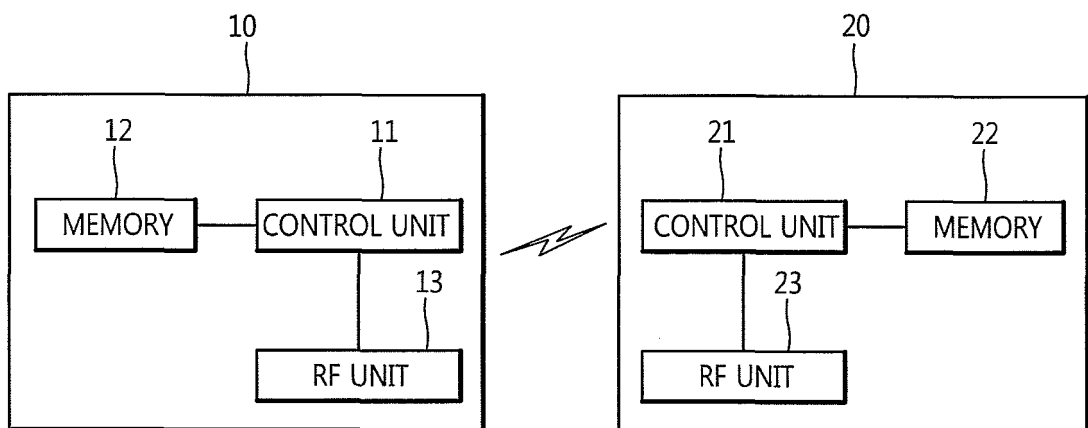 10
20
12
11
21
22
MEMORY
CONTROL UNIT
CONTROL UNIT
MEMORY
13
23
RF UNIT
RF UNIT